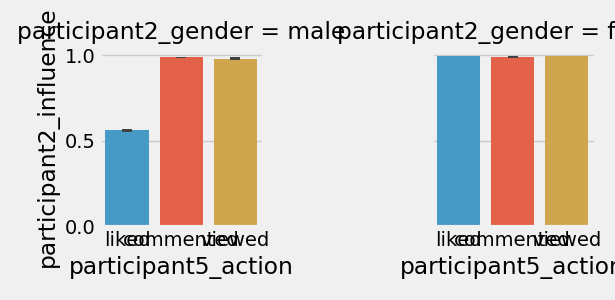 participant2_gender = male
participant2_gender = f
participant2_influence
1.0
0.5
0.0
liked commented viewed
liked commented viewed
participant5_action
participant5_action